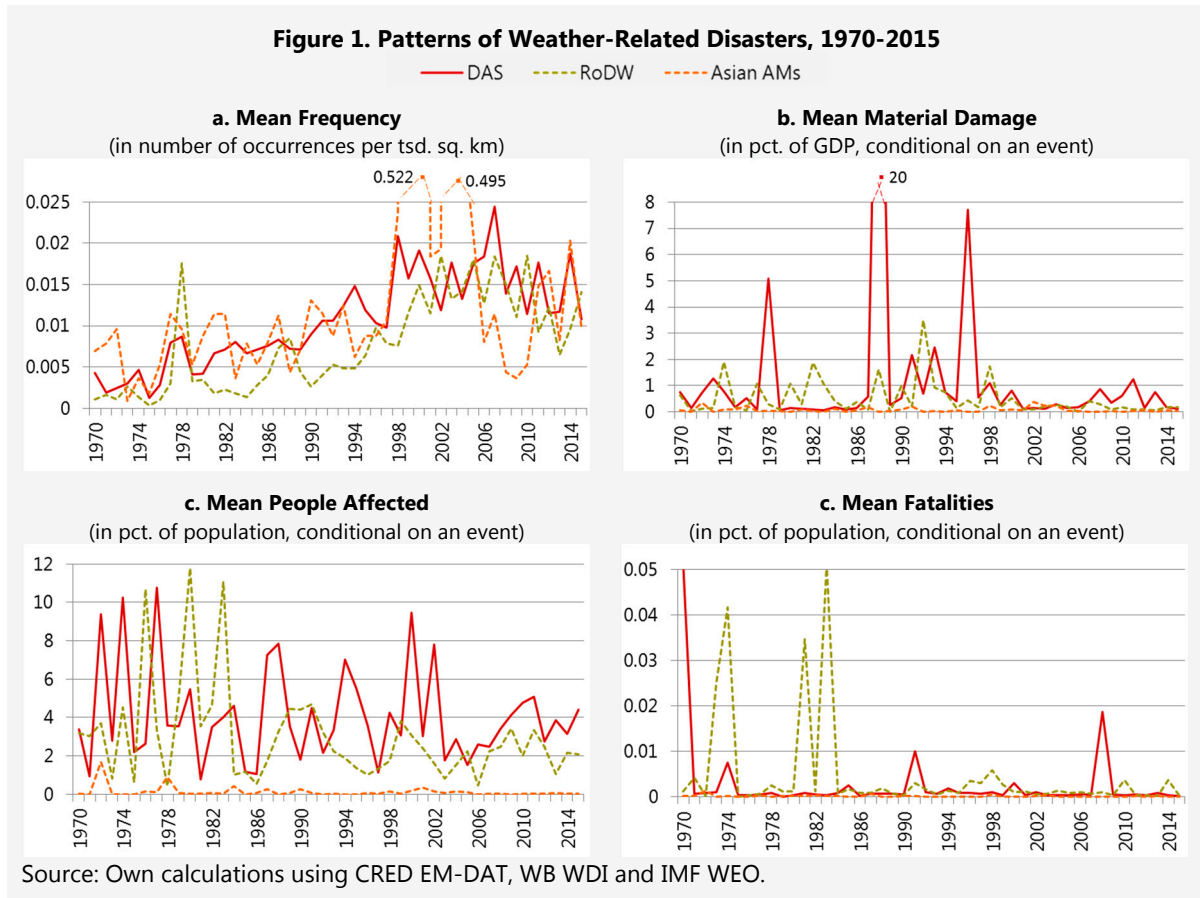 Figure 1. Patterns of Weather-Related Disasters, 1970-2015
DAS RoDW Asian AMs
a. Mean Frequency
(in number of occurrences per tsd. sq. km)
0.522 0.495
0.025
0.02
0.015
0.01
0.005
0
1970 1974 1978 1982 1986 1990 1994 1998 2002 2006 2010 2014
b. Mean Material Damage
(in pct. of GDP, conditional on an event)
20
8
7
6
5
4
3
2
1
0
1970 1974 1978 1982 1986 1990 1994 1998 2002 2006 2010 2014
c. Mean People Affected
(in pct. of population, conditional on an event)
12
10
8
6
4
2
0
1970 1974 1978 1982 1986 1990 1994 1998 2002 2006 2010 2014
c. Mean Fatalities
(in pct. of population, conditional on an event)
0.05
0.04
0.03
0.02
0.01
0
1970 1974 1978 1982 1986 1990 1994 1998 2002 2006 2010 2014
Source: Own calculations using CRED EM-DAT, WB WDI and IMF WEO.